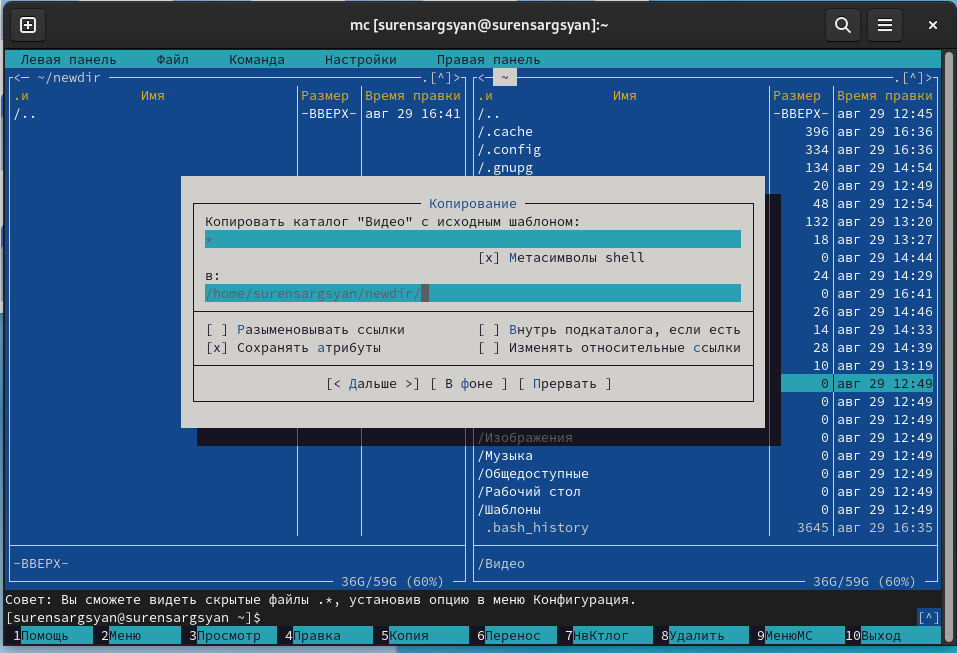 mc [surensargsyan@surensargsyan]:~
Левая панель Файл Команда Настройки Правая панель
<─ ~/newdir .[^]> <─ ~ .[^]>
.и Имя Размер Время правки .и Имя Размер Время правки
/.. -ВВЕРХ- авг 29 16:41 /.. -ВВЕРХ- авг 29 12:45
/.cache 396 авг 29 16:36
/.config 334 авг 29 16:36
/.gnupg 134 авг 29 14:54
20 авг 29 12:49
Копирование 48 авг 29 12:54
Копировать каталог "Видео" с исходным шаблоном: 132 авг 29 13:20
* 18 авг 29 13:27
[x] Метасимволы shell 0 авг 29 14:44
в: 24 авг 29 14:29
/home/surensargsyan/newdir/ 0 авг 29 16:41
26 авг 29 14:46
[ ] Разыменовывать ссылки [ ] Внутрь подкаталога, если есть 14 авг 29 14:33
[x] Сохранять атрибуты [ ] Изменять относительные ссылки 28 авг 29 14:39
10 авг 29 13:19
[< Дальше >] [ В фоне ] [ Прервать ] 0 авг 29 12:49
0 авг 29 12:49
0 авг 29 12:49
/Изображения 0 авг 29 12:49
/Музыка 0 авг 29 12:49
/Общедоступные 0 авг 29 12:49
/Рабочий стол 0 авг 29 12:49
/Шаблоны 0 авг 29 12:49
.bash_history 3645 авг 29 16:35
-ВВЕРХ- /Видео
36G/59G (60%) 36G/59G (60%)
Совет: Вы сможете видеть скрытые файлы .*, установив опцию в меню Конфигурация.
[surensargsyan@surensargsyan ~]$ [^]
1Помощь 2Меню 3Просмотр 4Правка 5Копия 6Перенос 7НвКтлог 8Удалить 9МенюMC 10Выход